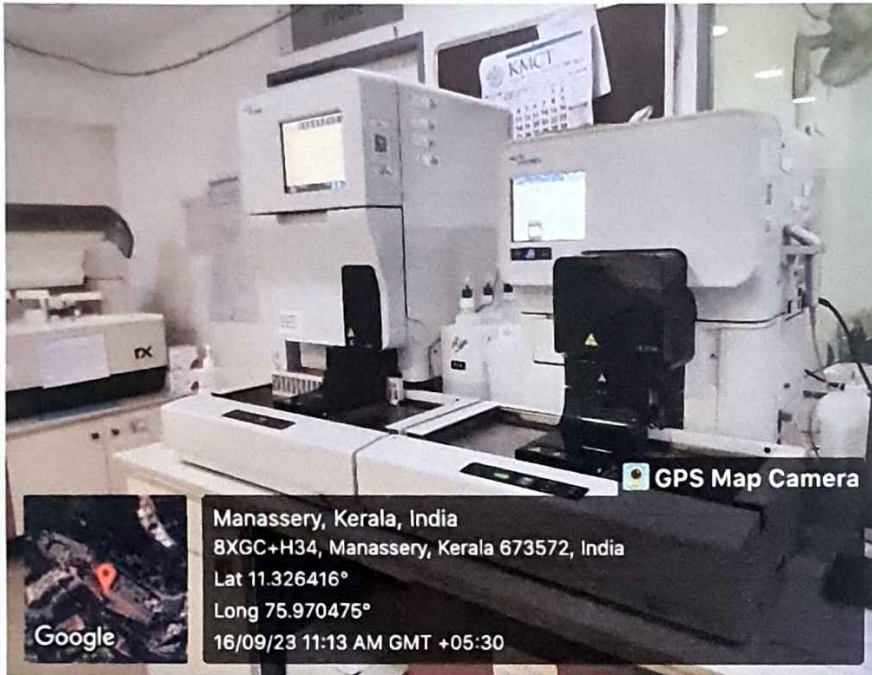 KMCT
rx
GPS Map Camera
Manassery, Kerala, India
8XGC+H34, Manassery, Kerala 673572, India
Lat 11.326416°
Long 75.970475°
16/09/23 11:13 AM GMT +05:30
Google